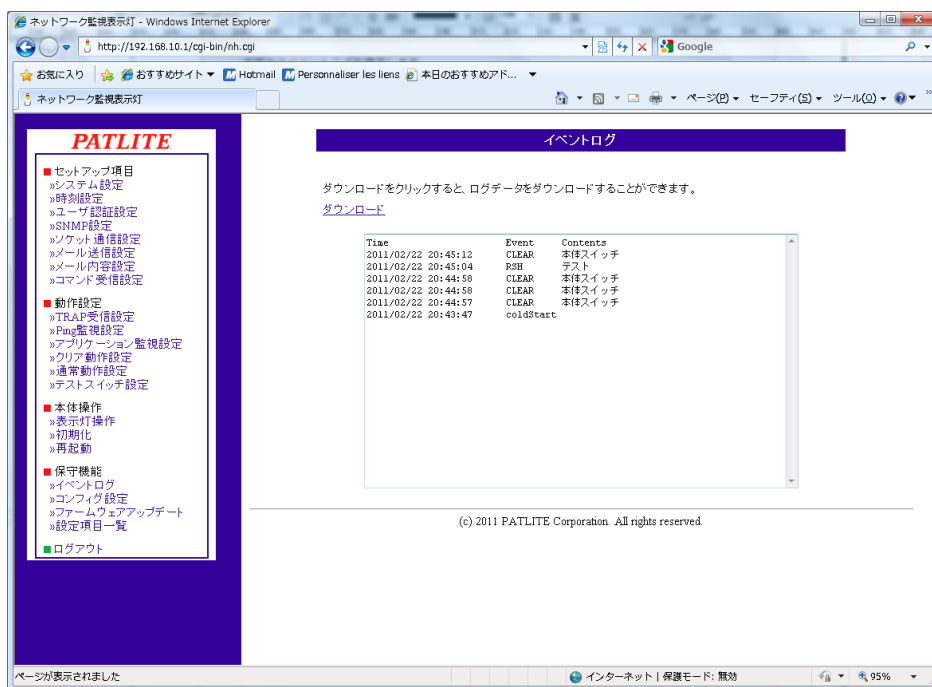 ネットワーク監視表示灯 - Windows Internet Explorer
http://192.168.10.1/cgi-bin/nh.cgi
Google
お気に入り
おすすめサイト ▼
Hotmail
Personnaliser les liens
本日のおすすめアド... ▼
ネットワーク監視表示灯
ページ(P) ▼ セーフティ(S) ▼ ツール(O) ▼
PATLITE
■ セットアップ項目
»システム設定
»時刻設定
»ユーザ認証設定
»SNMP設定
»ソケット通信設定
»メール送信設定
»メール内容設定
»コマンド受信設定
■ 動作設定
»TRAP受信設定
»Ping監視設定
»アプリケーション監視設定
»クリア動作設定
»通常動作設定
»テストスイッチ設定
■ 本体操作
»表示灯操作
»初期化
»再起動
■ 保守機能
»イベントログ
»コンフィグ設定
»ファームウェアアップデート
»設定項目一覧
■ ログアウト
イベントログ
ダウンロードをクリックすると、ログデータをダウンロードすることができます。
ダウンロード
Time Event Contents
2011/02/22 20:45:12 CLEAR 本体スイッチ
2011/02/22 20:45:04 RSH テスト
2011/02/22 20:44:58 CLEAR 本体スイッチ
2011/02/22 20:44:58 CLEAR 本体スイッチ
2011/02/22 20:44:57 CLEAR 本体スイッチ
2011/02/22 20:43:47 coldStart
(c) 2011 PATLITE Corporation. All rights reserved.
ページが表示されました
インターネット | 保護モード: 無効
95%